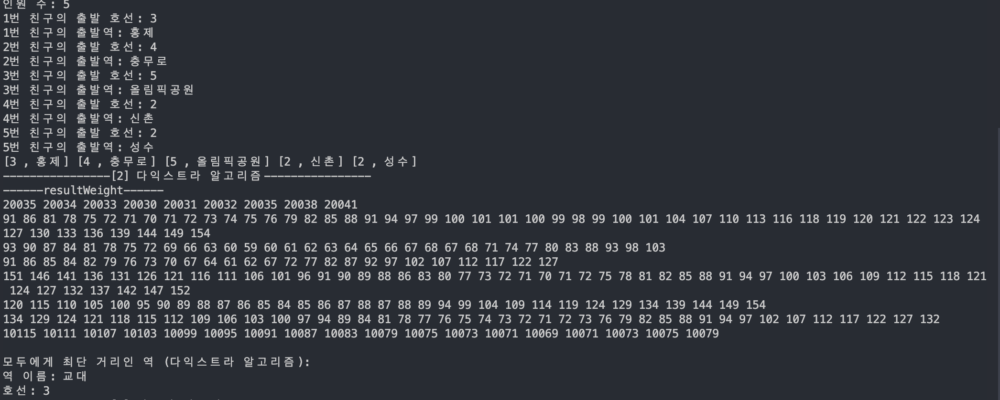 인원 수: 5
1번 친구의 출발 호선: 3
1번 친구의 출발역: 홍제
2번 친구의 출발 호선: 4
2번 친구의 출발역: 충무로
3번 친구의 출발 호선: 5
3번 친구의 출발역: 올림픽공원
4번 친구의 출발 호선: 2
4번 친구의 출발역: 신촌
5번 친구의 출발 호선: 2
5번 친구의 출발역: 성수
[3 , 홍제] [4 , 충무로] [5 , 올림픽공원] [2 , 신촌] [2 , 성수]
----------------[2] 다익스트라 알고리즘----------------
------resultWeight------
20035 20034 20033 20030 20031 20032 20035 20038 20041
91 86 81 78 75 72 71 70 71 72 73 74 75 76 79 82 85 88 91 94 97 99 100 101 101 100 99 98 99 100 101 104 107 110 113 116 118 119 120 121 122 123 124
127 130 133 136 139 144 149 154
93 90 87 84 81 78 75 72 69 66 63 60 59 60 61 62 63 64 65 66 67 68 67 68 71 74 77 80 83 88 93 98 103
91 86 85 84 82 79 76 73 70 67 64 61 62 67 72 77 82 87 92 97 102 107 112 117 122 127
151 146 141 136 131 126 121 116 111 106 101 96 91 90 89 88 86 83 80 77 73 72 71 70 71 72 75 78 81 82 85 88 91 94 97 100 103 106 109 112 115 118 121
124 127 132 137 142 147 152
120 115 110 105 100 95 90 89 88 87 86 85 84 85 86 87 88 87 88 89 94 99 104 109 114 119 124 129 134 139 144 149 154
134 129 124 121 118 115 112 109 106 103 100 97 94 89 84 81 78 77 76 75 74 73 72 71 72 73 76 79 82 85 88 91 94 97 102 107 112 117 122 127 132
10115 10111 10107 10103 10099 10095 10091 10087 10083 10079 10075 10073 10071 10069 10071 10073 10075 10079
모두에게 최단 거리인 역 (다익스트라 알고리즘):
역 이름: 교대
호선: 3